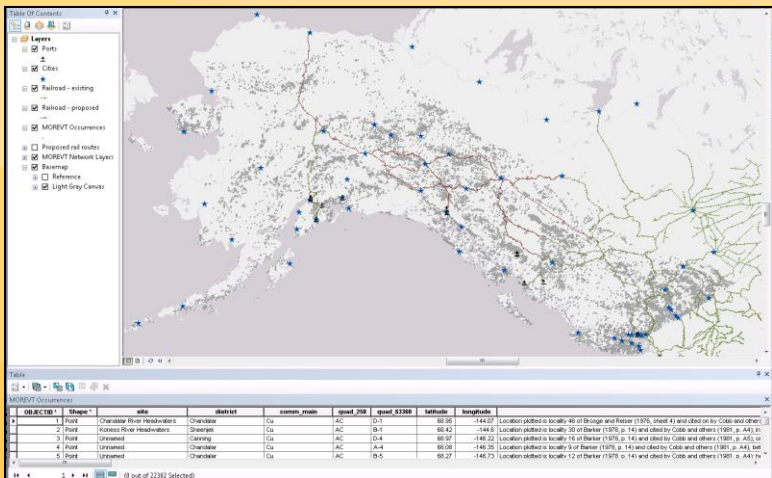 Table Of Contents
Layers
Ports
Cities
Railroad - existing
Railroad - proposed
MOREVT Occurrences
Proposed rail routes
MOREVT Network Layers
Basemap
Reference
Light Gray Canvas
Table
MOREVT Occurrences
OBJECTID * Shape * site district comm_main quad_250 quad_63360 latitude longitude
1 Point Chandalar River Headwaters Chandalar Cu AC D-1 68.95 -144.07 Location plotted is locality 46 of Brosge and Reiser (1976, sheet 4) and cited on by Cobb and others
2 Point Koness River Headwaters Sheenjek Cu AC B-1 68.42 -144.6 Location plotted is locality 30 of Barker (1978, p. 14) and cited by Cobb and others (1981, p. A4); in
3 Point Unnamed Canning Cu AC D-4 68.97 -146.22 Location plotted is locality 16 of Barker (1978, p. 14) and cited by Cobb and others (1981, p. A5); or
4 Point Unnamed Chandalar Cu AC A-4 68.08 -146.35 Location plotted is locality 9 of Barker (1978, p. 14) and cited by Cobb and others (1981, p. A4);
5 Point Unnamed Chandalar Cu AC B-5 68.27 -146.73 Location plotted is locality 12 of Barker (1978, p. 14) and cited by Cobb and others (1981, p. A4);
1 (0 out of 22382 Selected)